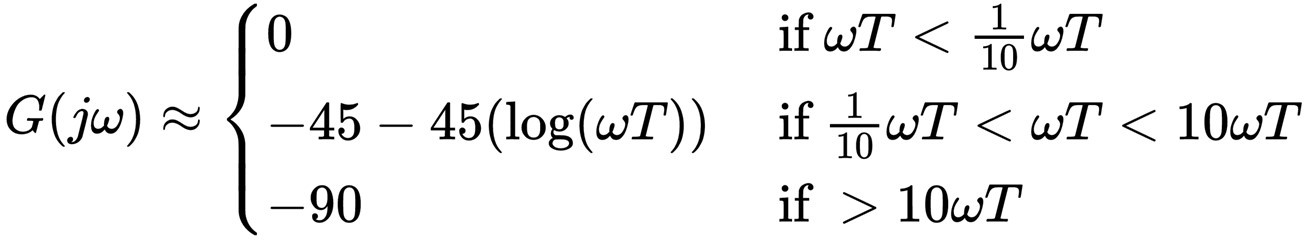 G(jω) ≈ { 0 if ωT < 1/10 ωT
−45 − 45(log(ωT)) if 1/10 ωT < ωT < 10ωT
−90 if > 10ωT